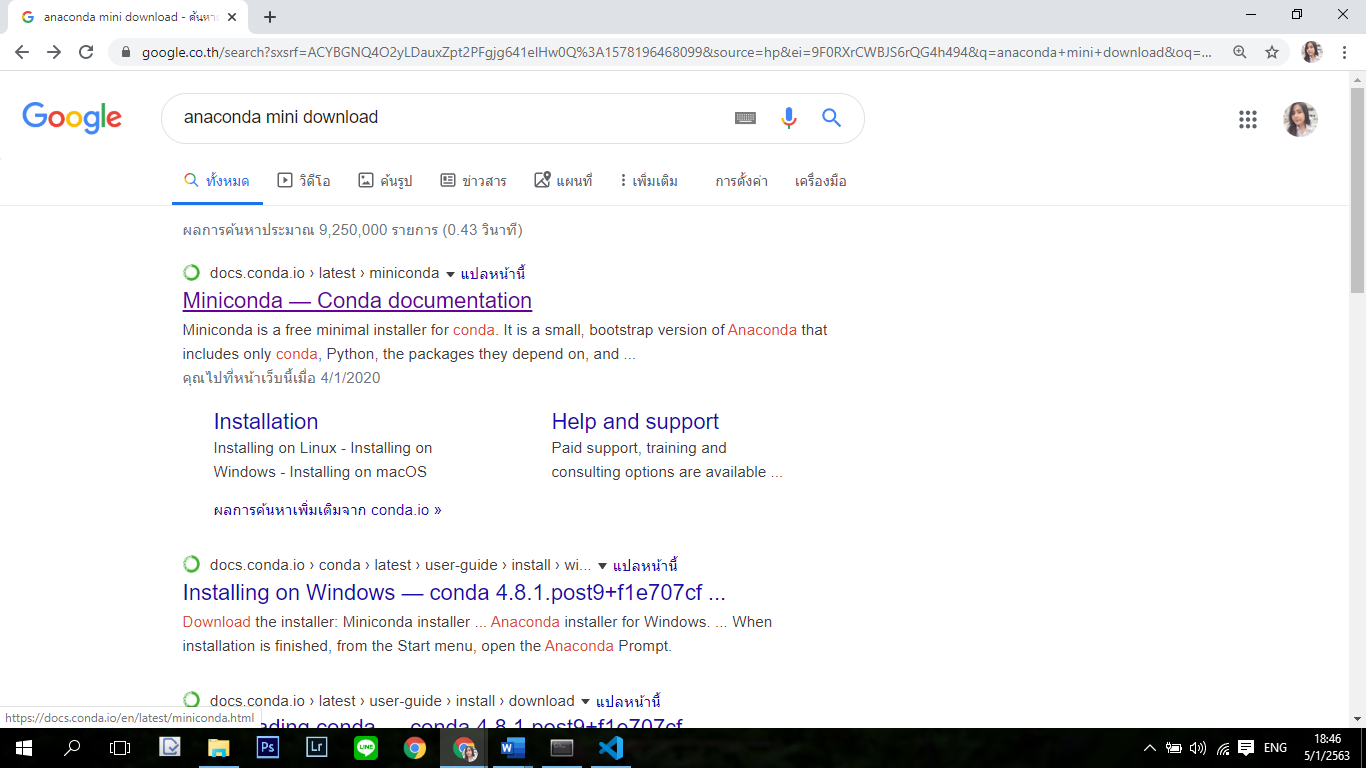 anaconda mini download - ค้นหาด้
google.co.th/search?sxsrf=ACYBGNQ4O2yLDauxZpt2PFgjg641elHw0Q%3A1578196468099&source=hp&ei=9F0RXrCWBJS6rQG4h494&q=anaconda+mini+download&oq=...
Google
anaconda mini download
ทั้งหมด วิดีโอ ค้นรูป ข่าวสาร แผนที่ เพิ่มเติม การตั้งค่า เครื่องมือ
ผลการค้นหาประมาณ 9,250,000 รายการ (0.43 วินาที)
docs.conda.io › latest › miniconda แปลหน้านี้
Miniconda — Conda documentation
Miniconda is a free minimal installer for conda. It is a small, bootstrap version of Anaconda that
includes only conda, Python, the packages they depend on, and ...
คุณไปที่หน้าเว็บนี้เมื่อ 4/1/2020
Installation
Installing on Linux - Installing on
Windows - Installing on macOS
Help and support
Paid support, training and
consulting options are available ...
ผลการค้นหาเพิ่มเติมจาก conda.io »
docs.conda.io › conda › latest › user-guide › install › wi... แปลหน้านี้
Installing on Windows — conda 4.8.1.post9+f1e707cf ...
Download the installer: Miniconda installer ... Anaconda installer for Windows. ... When
installation is finished, from the Start menu, open the Anaconda Prompt.
docs.conda.io › latest › user-guide › install › download แปลหน้านี้
ading conda — conda 4.8.1.post9+f1e707cf
https://docs.conda.io/en/latest/miniconda.html
Ps
Lr
LINE
W
ENG
18:46
5/1/2563